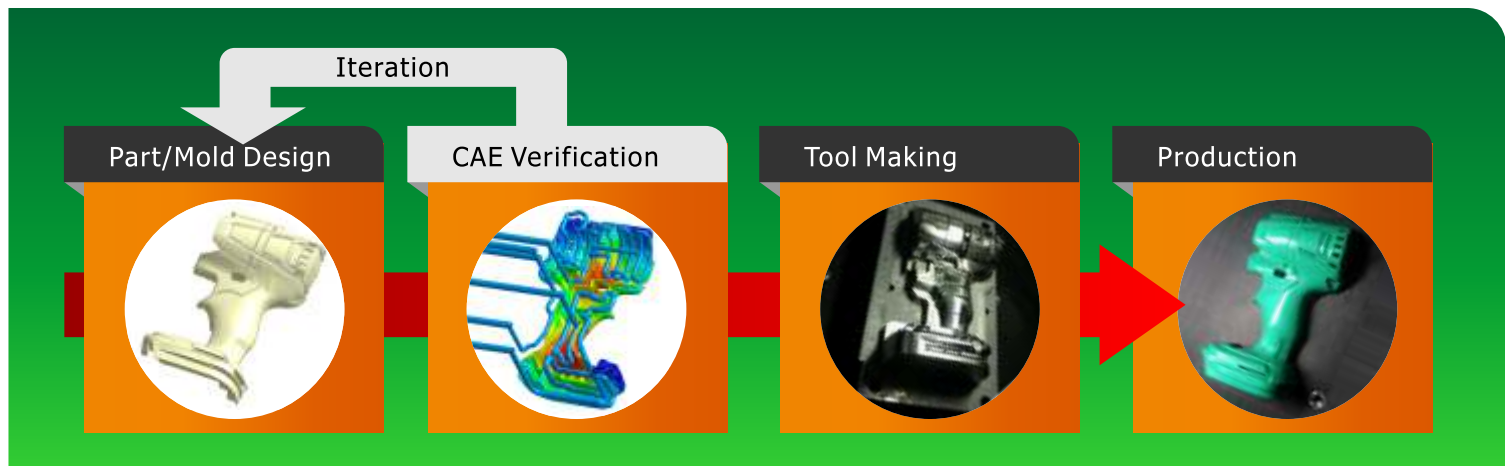 Iteration
Part/Mold Design
CAE Verification
Tool Making
Production